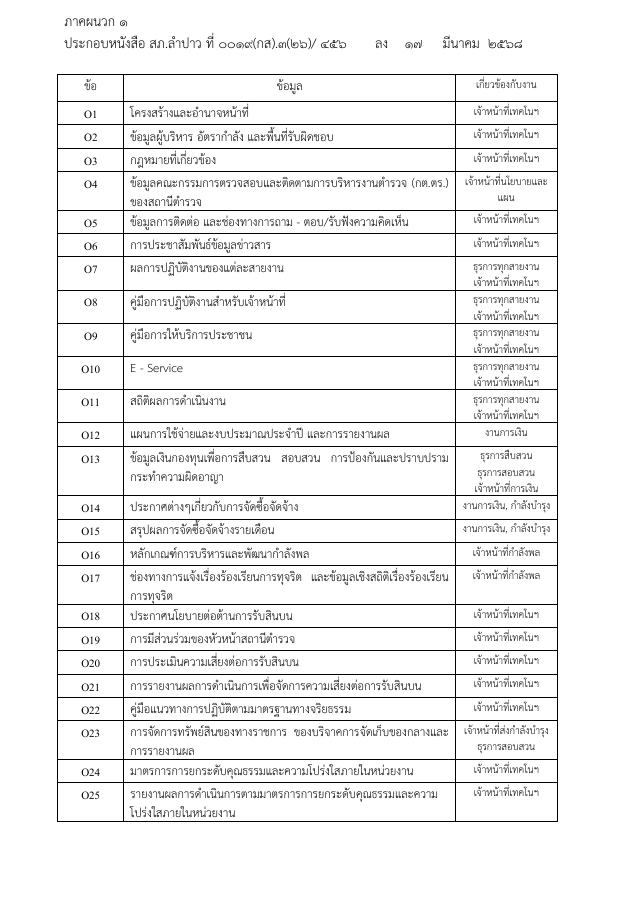 ภาคผนวก ๑
ประกอบหนังสือ สภ.ลำปาว ที่ ๐๐๑๙(กส).๓(๒๖)/ ๔๕๖ ลง ๑๗ มีนาคม ๒๕๖๘
ข้อ ข้อมูล เกี่ยวข้องกับงาน
O1 โครงสร้างและอำนาจหน้าที่ เจ้าหน้าที่เทคโนฯ
O2 ข้อมูลผู้บริหาร อัตรากำลัง และพื้นที่รับผิดชอบ เจ้าหน้าที่เทคโนฯ
O3 กฎหมายที่เกี่ยวข้อง เจ้าหน้าที่เทคโนฯ
O4 ข้อมูลคณะกรรมการตรวจสอบและติดตามการบริหารงานตำรวจ (กต.ตร.) เจ้าหน้าที่นโยบายและ
ของสถานีตำรวจ แผน
O5 ข้อมูลการติดต่อ และช่องทางการถาม - ตอบ/รับฟังความคิดเห็น เจ้าหน้าที่เทคโนฯ
O6 การประชาสัมพันธ์ข้อมูลข่าวสาร เจ้าหน้าที่เทคโนฯ
O7 ผลการปฏิบัติงานของแต่ละสายงาน ธุรการทุกสายงาน
เจ้าหน้าที่เทคโนฯ
O8 คู่มือการปฏิบัติงานสำหรับเจ้าหน้าที่ ธุรการทุกสายงาน
เจ้าหน้าที่เทคโนฯ
O9 คู่มือการให้บริการประชาชน ธุรการทุกสายงาน
เจ้าหน้าที่เทคโนฯ
O10 E - Service ธุรการทุกสายงาน
เจ้าหน้าที่เทคโนฯ
O11 สถิติผลการดำเนินงาน ธุรการทุกสายงาน
เจ้าหน้าที่เทคโนฯ
O12 แผนการใช้จ่ายและงบประมาณประจำปี และการรายงานผล งานการเงิน
O13 ข้อมูลเงินกองทุนเพื่อการสืบสวน สอบสวน การป้องกันและปราบปราม ธุรการสืบสวน
กระทำความผิดอาญา ธุรการสอบสวน
เจ้าหน้าที่การเงิน
O14 ประกาศต่างๆเกี่ยวกับการจัดซื้อจัดจ้าง งานการเงิน, กำลังบำรุง
O15 สรุปผลการจัดซื้อจัดจ้างรายเดือน งานการเงิน, กำลังบำรุง
O16 หลักเกณฑ์การบริหารและพัฒนากำลังพล เจ้าหน้าที่กำลังพล
O17 ช่องทางการแจ้งเรื่องร้องเรียนการทุจริต และข้อมูลเชิงสถิติเรื่องร้องเรียน เจ้าหน้าที่กำลังพล
การทุจริต
O18 ประกาศนโยบายต่อต้านการรับสินบน เจ้าหน้าที่เทคโนฯ
O19 การมีส่วนร่วมของหัวหน้าสถานีตำรวจ เจ้าหน้าที่เทคโนฯ
O20 การประเมินความเสี่ยงต่อการรับสินบน เจ้าหน้าที่เทคโนฯ
O21 การรายงานผลการดำเนินการเพื่อจัดการความเสี่ยงต่อการรับสินบน เจ้าหน้าที่เทคโนฯ
O22 คู่มือแนวทางการปฏิบัติตามมาตรฐานทางจริยธรรม เจ้าหน้าที่เทคโนฯ
O23 การจัดการทรัพย์สินของทางราชการ ของบริจาคการจัดเก็บของกลางและ เจ้าหน้าที่ส่งกำลังบำรุง
การรายงานผล ธุรการสอบสวน
O24 มาตรการการยกระดับคุณธรรมและความโปร่งใสภายในหน่วยงาน เจ้าหน้าที่เทคโนฯ
O25 รายงานผลการดำเนินการตามมาตรการการยกระดับคุณธรรมและความ เจ้าหน้าที่เทคโนฯ
โปร่งใสภายในหน่วยงาน